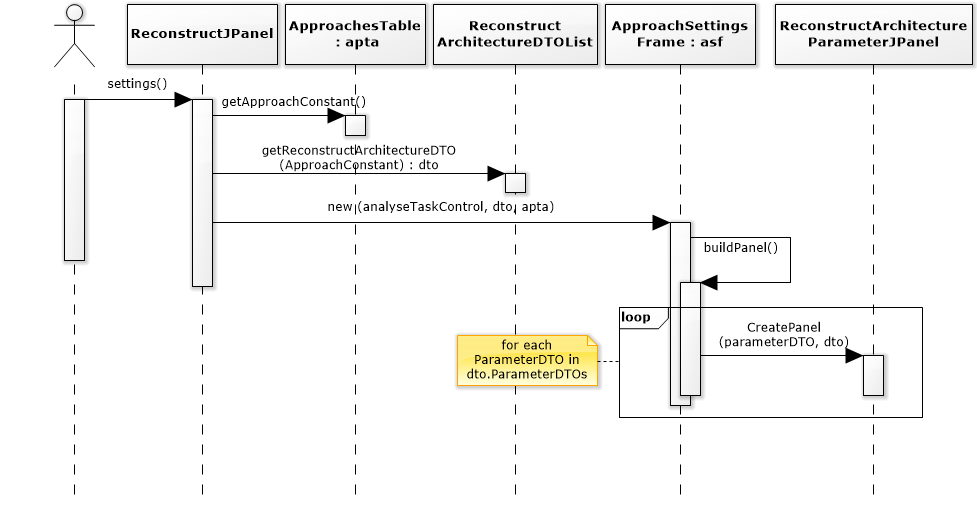 ReconstructJPanel
ApproachesTable
: apta
Reconstruct
ArchitectureDTOList
ApproachSettings
Frame : asf
ReconstructArchitecture
ParameterJPanel
settings()
getApproachConstant()
getReconstructArchitectureDTO
(ApproachConstant) : dto
new (analyseTaskControl, dto, apta)
buildPanel()
loop
CreatePanel
(parameterDTO, dto)
for each
ParameterDTO in
dto.ParameterDTOs